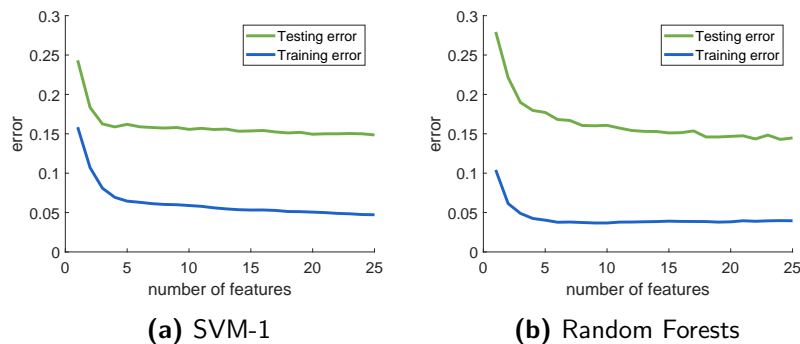 0.3
0.25
0.2
0.15
0.1
0.05
0
error
Testing error
Training error
0 5 10 15 20 25
number of features
(a) SVM-1
0.3
0.25
0.2
0.15
0.1
0.05
0
error
Testing error
Training error
0 5 10 15 20 25
number of features
(b) Random Forests